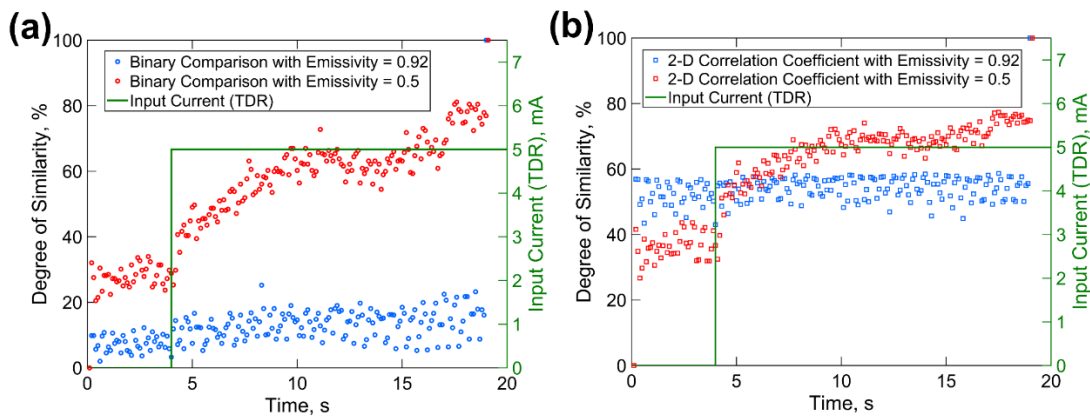 (a)
Degree of Similarity, %
100
80
60
40
20
0
Binary Comparison with Emissivity = 0.92
Binary Comparison with Emissivity = 0.5
Input Current (TDR)
7
6
5
4
3
2
1
0
Input Current (TDR), mA
0
5
10
15
20
Time, s
(b)
Degree of Similarity, %
100
80
60
40
20
0
2-D Correlation Coefficient with Emissivity = 0.92
2-D Correlation Coefficient with Emissivity = 0.5
Input Current (TDR)
7
6
5
4
3
2
1
0
Input Current (TDR), mA
0
5
10
15
20
Time, s